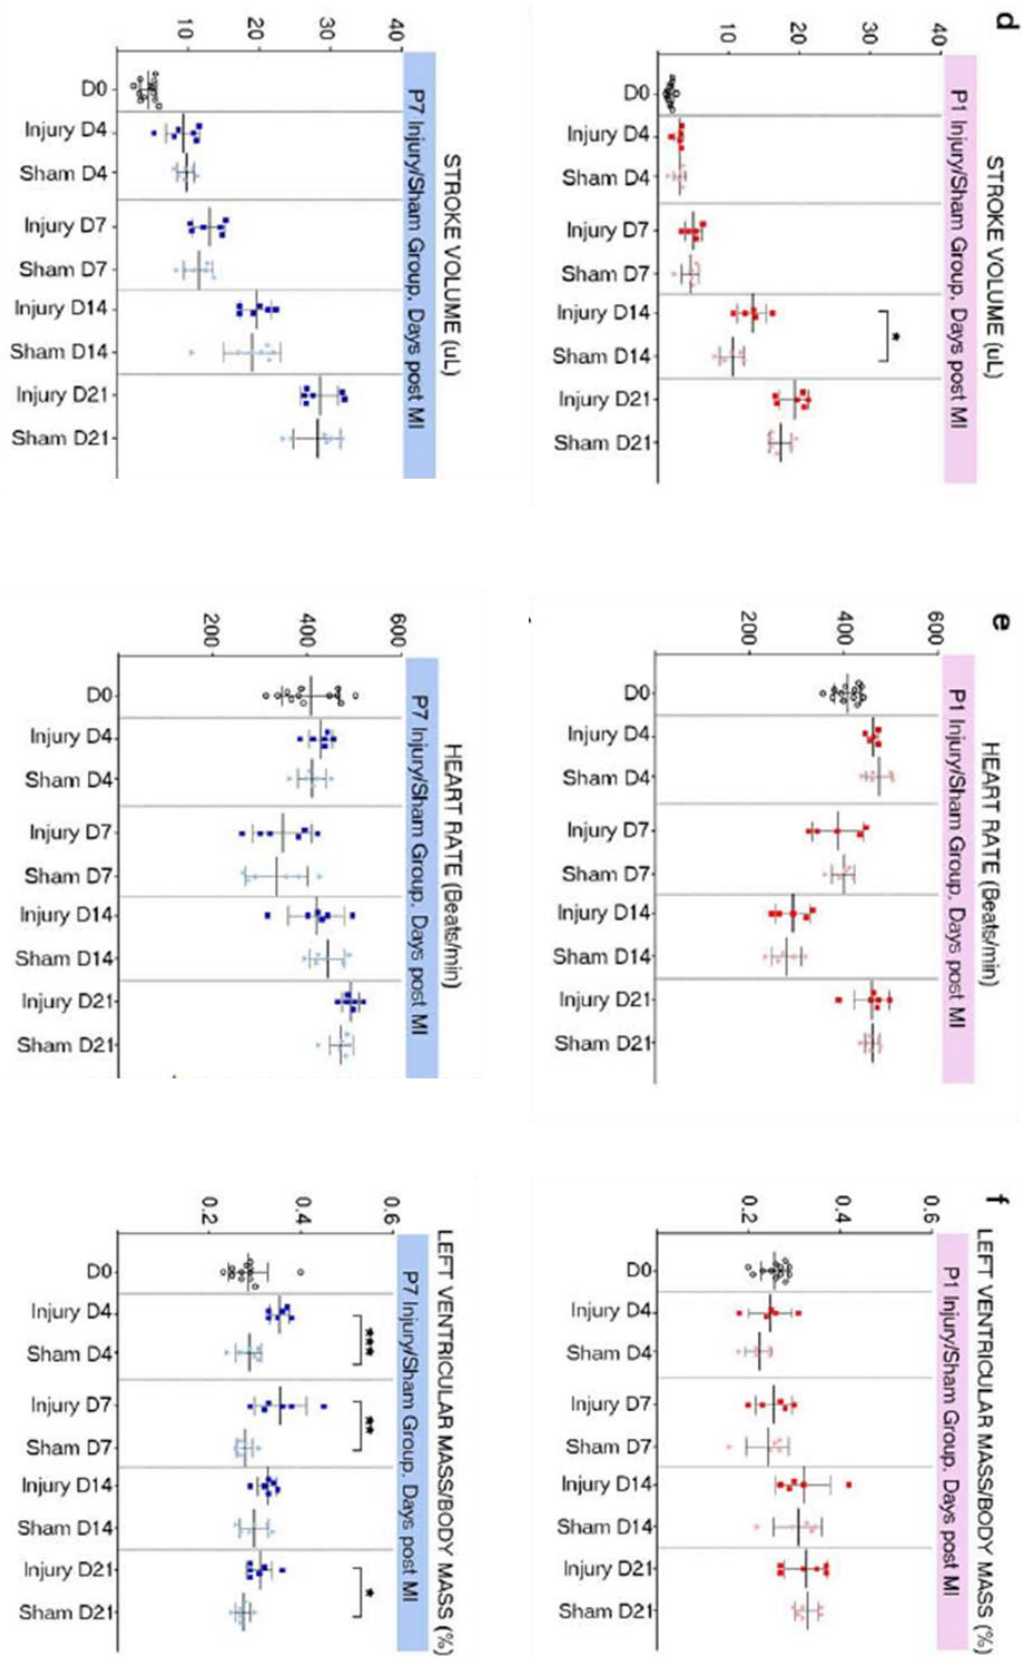 d
STROKE VOLUME (uL)
P1 Injury/Sham Group, Days post MI
40
30
20
10
D0
Injury D4
Sham D4
Injury D7
Sham D7
Injury D14
Sham D14
Injury D21
Sham D21
*
STROKE VOLUME (uL)
P7 Injury/Sham Group, Days post MI
40
30
20
10
D0
Injury D4
Sham D4
Injury D7
Sham D7
Injury D14
Sham D14
Injury D21
Sham D21
e
HEART RATE (Beats/min)
P1 Injury/Sham Group, Days post MI
600
400
200
D0
Injury D4
Sham D4
Injury D7
Sham D7
Injury D14
Sham D14
Injury D21
Sham D21
HEART RATE (Beats/min)
P7 Injury/Sham Group, Days post MI
600
400
200
D0
Injury D4
Sham D4
Injury D7
Sham D7
Injury D14
Sham D14
Injury D21
Sham D21
f
LEFT VENTRICULAR MASS/BODY MASS (%)
P1 Injury/Sham Group, Days post MI
0.6
0.4
0.2
D0
Injury D4
Sham D4
Injury D7
Sham D7
Injury D14
Sham D14
Injury D21
Sham D21
LEFT VENTRICULAR MASS/BODY MASS (%)
P7 Injury/Sham Group, Days post MI
0.6
0.4
0.2
D0
Injury D4
Sham D4
Injury D7
Sham D7
Injury D14
Sham D14
Injury D21
Sham D21
***
**
*